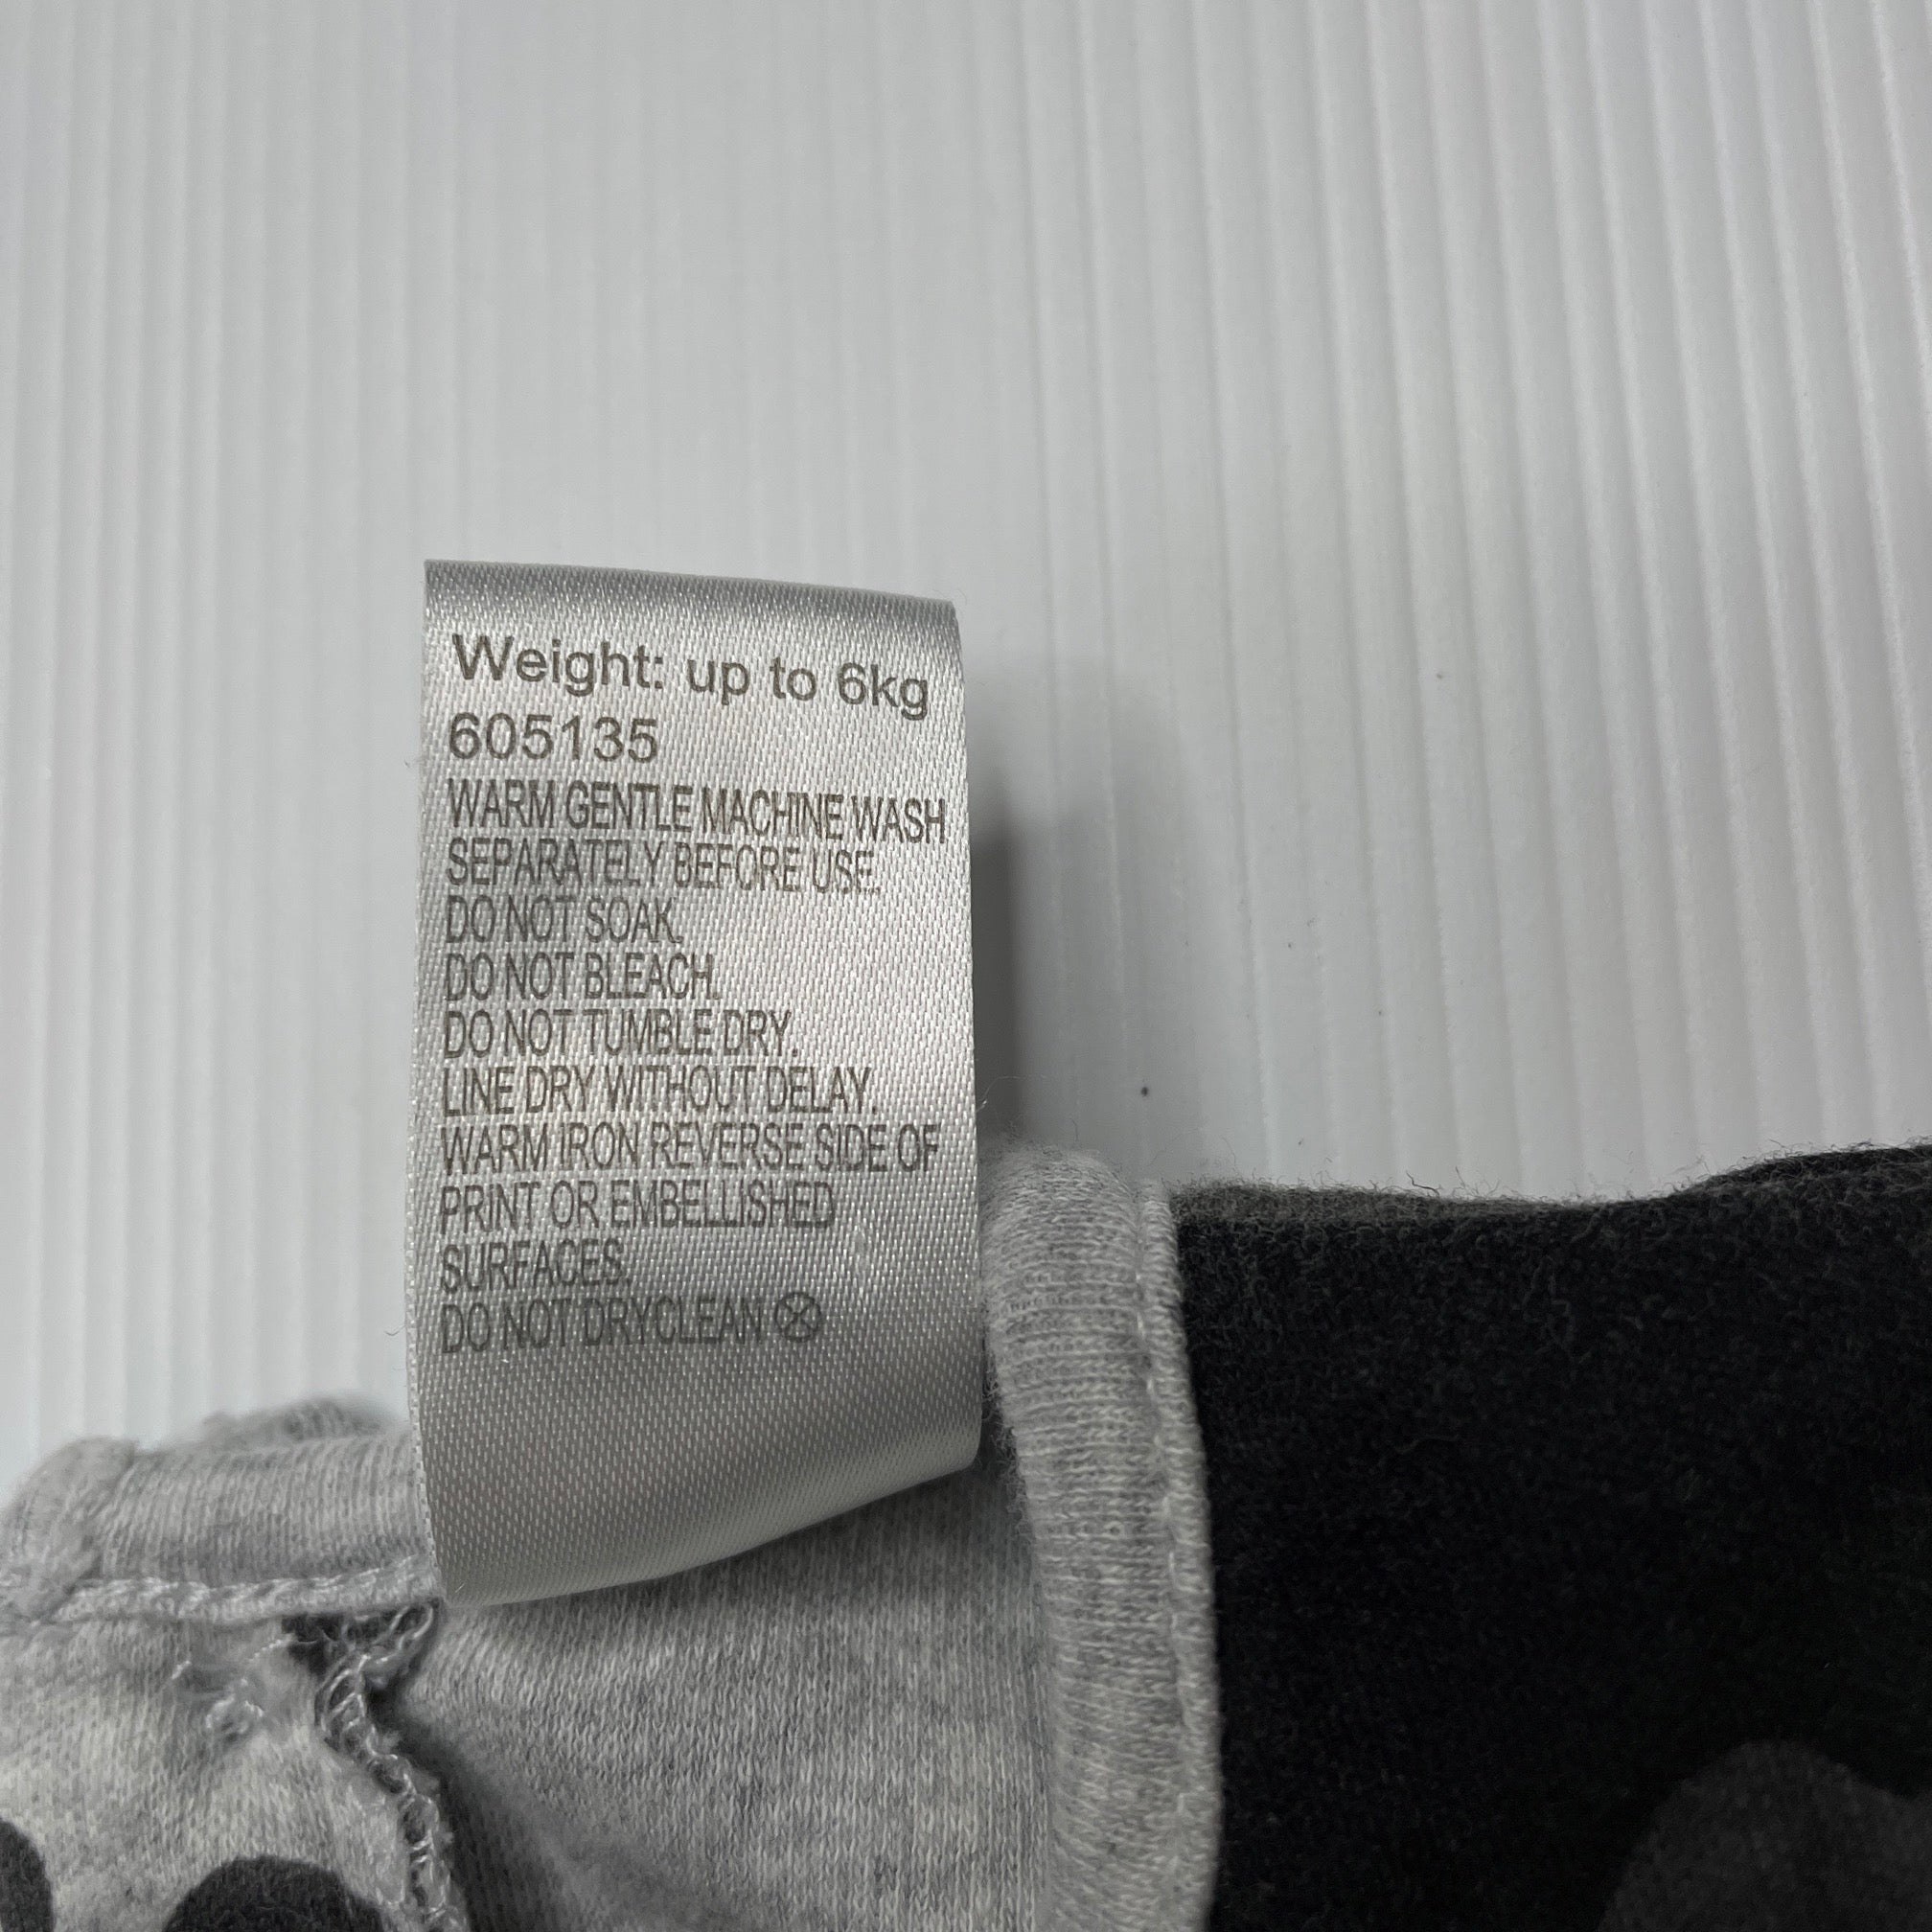 Weight: up to 6kg
605135
WARM GENTLE MACHINE WASH
SEPARATELY BEFORE USE.
DO NOT SOAK.
DO NOT BLEACH.
DO NOT TUMBLE DRY.
LINE DRY WITHOUT DELAY.
WARM IRON REVERSE SIDE OF
PRINT OR EMBELLISHED
SURFACES.
DO NOT DRYCLEAN